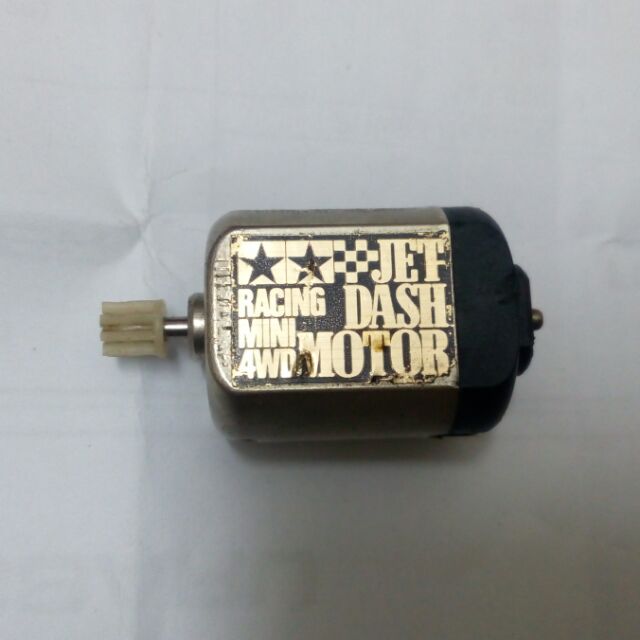 JET
RACING DASH
MINI
4WD MOTOR